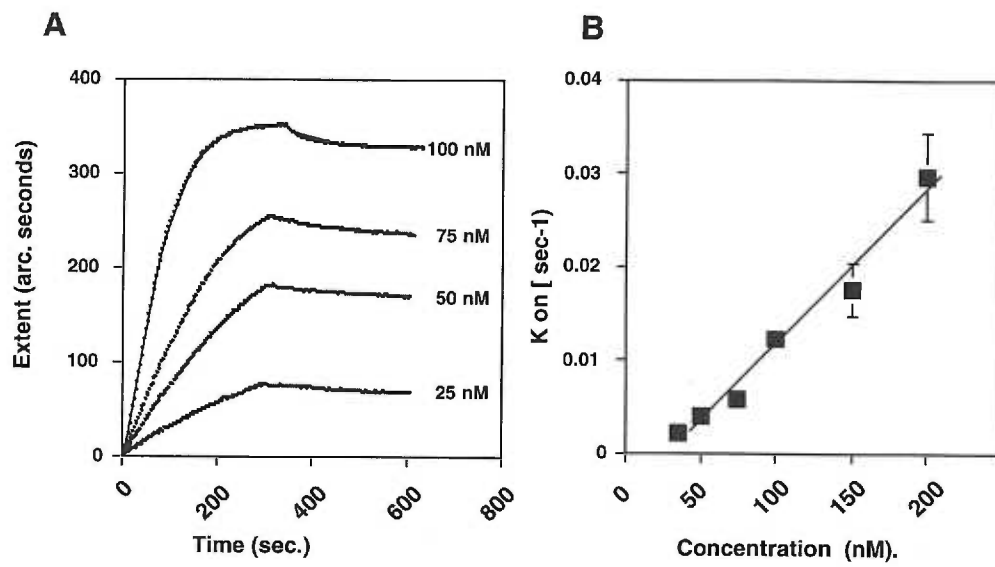 A
Extent (arc. seconds)
400
300
200
100
0
100 nM
75 nM
50 nM
25 nM
0
200
400
600
800
Time (sec.)
B
K on [ sec-1)
0.04
0.03
0.02
0.01
0
0
50
100
150
200
Concentration (nM).